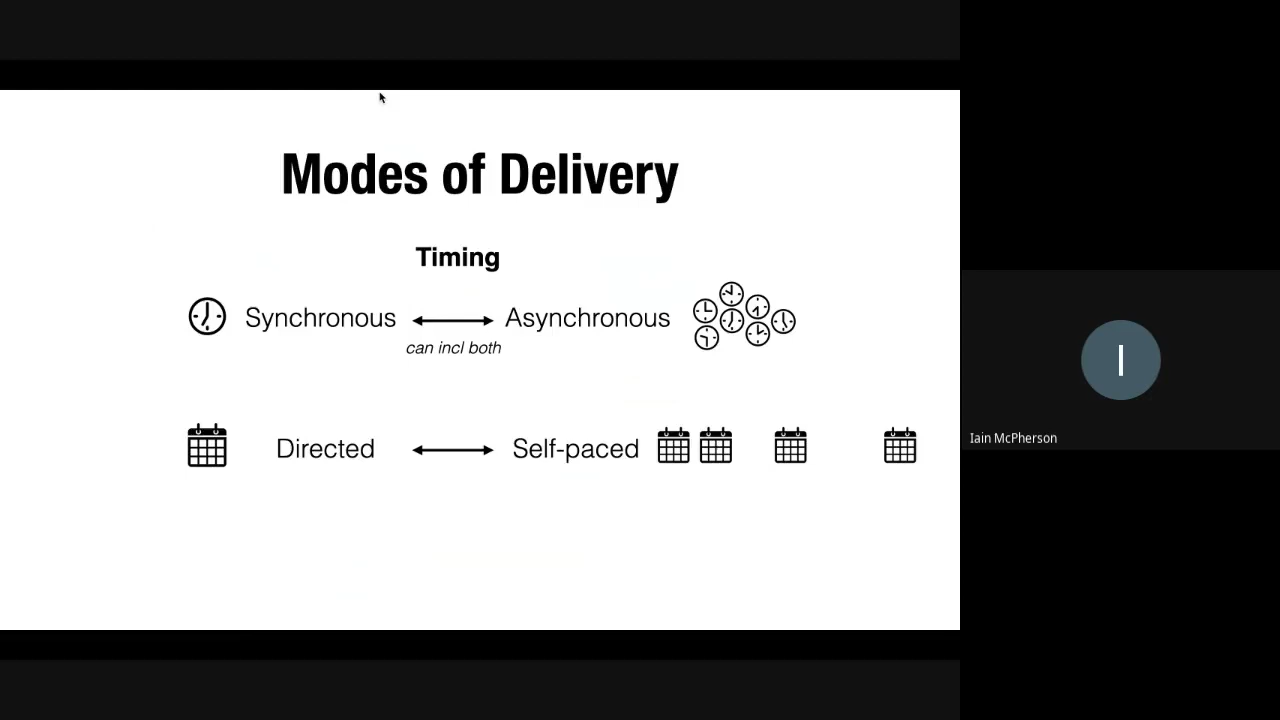 Modes of Delivery
Timing
Synchronous Asynchronous
can incl both
Directed Self-paced
I
Iain McPherson